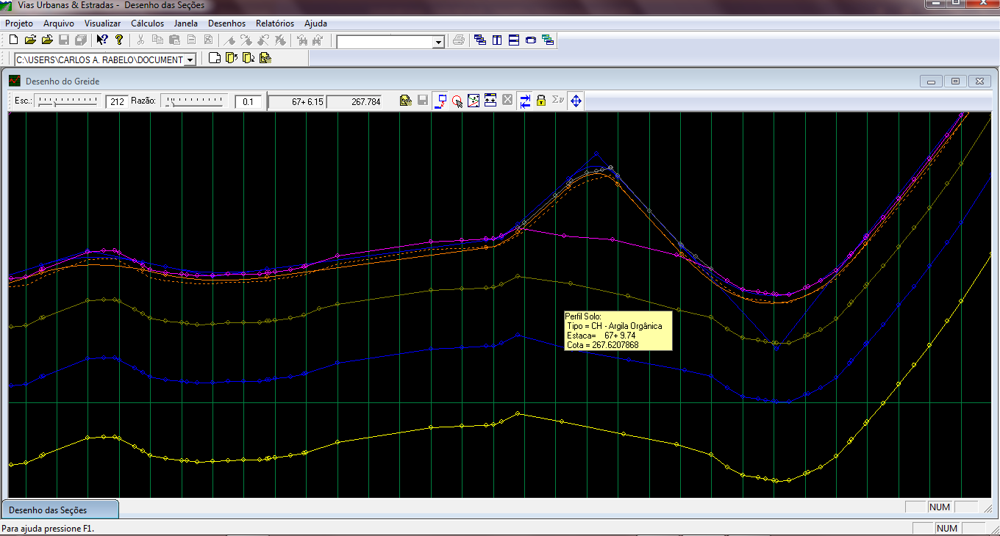 Vias Urbanas & Estradas - Desenho das Seções
Projeto Arquivo Visualizar Cálculos Janela Desenhos Relatórios Ajuda
C:\USERS\CARLOS A. RABELO\DOCUMENT
Desenho do Greide
Esc.: 212 Razão: 0.1 67+ 6.15 267.784 Σν
Perfil Solo:
Tipo = CH - Argila Orgânica
Estaca= 67+ 9.74
Cota = 267.6207868
Desenho das Seções
NUM
Para ajuda pressione F1.
NUM